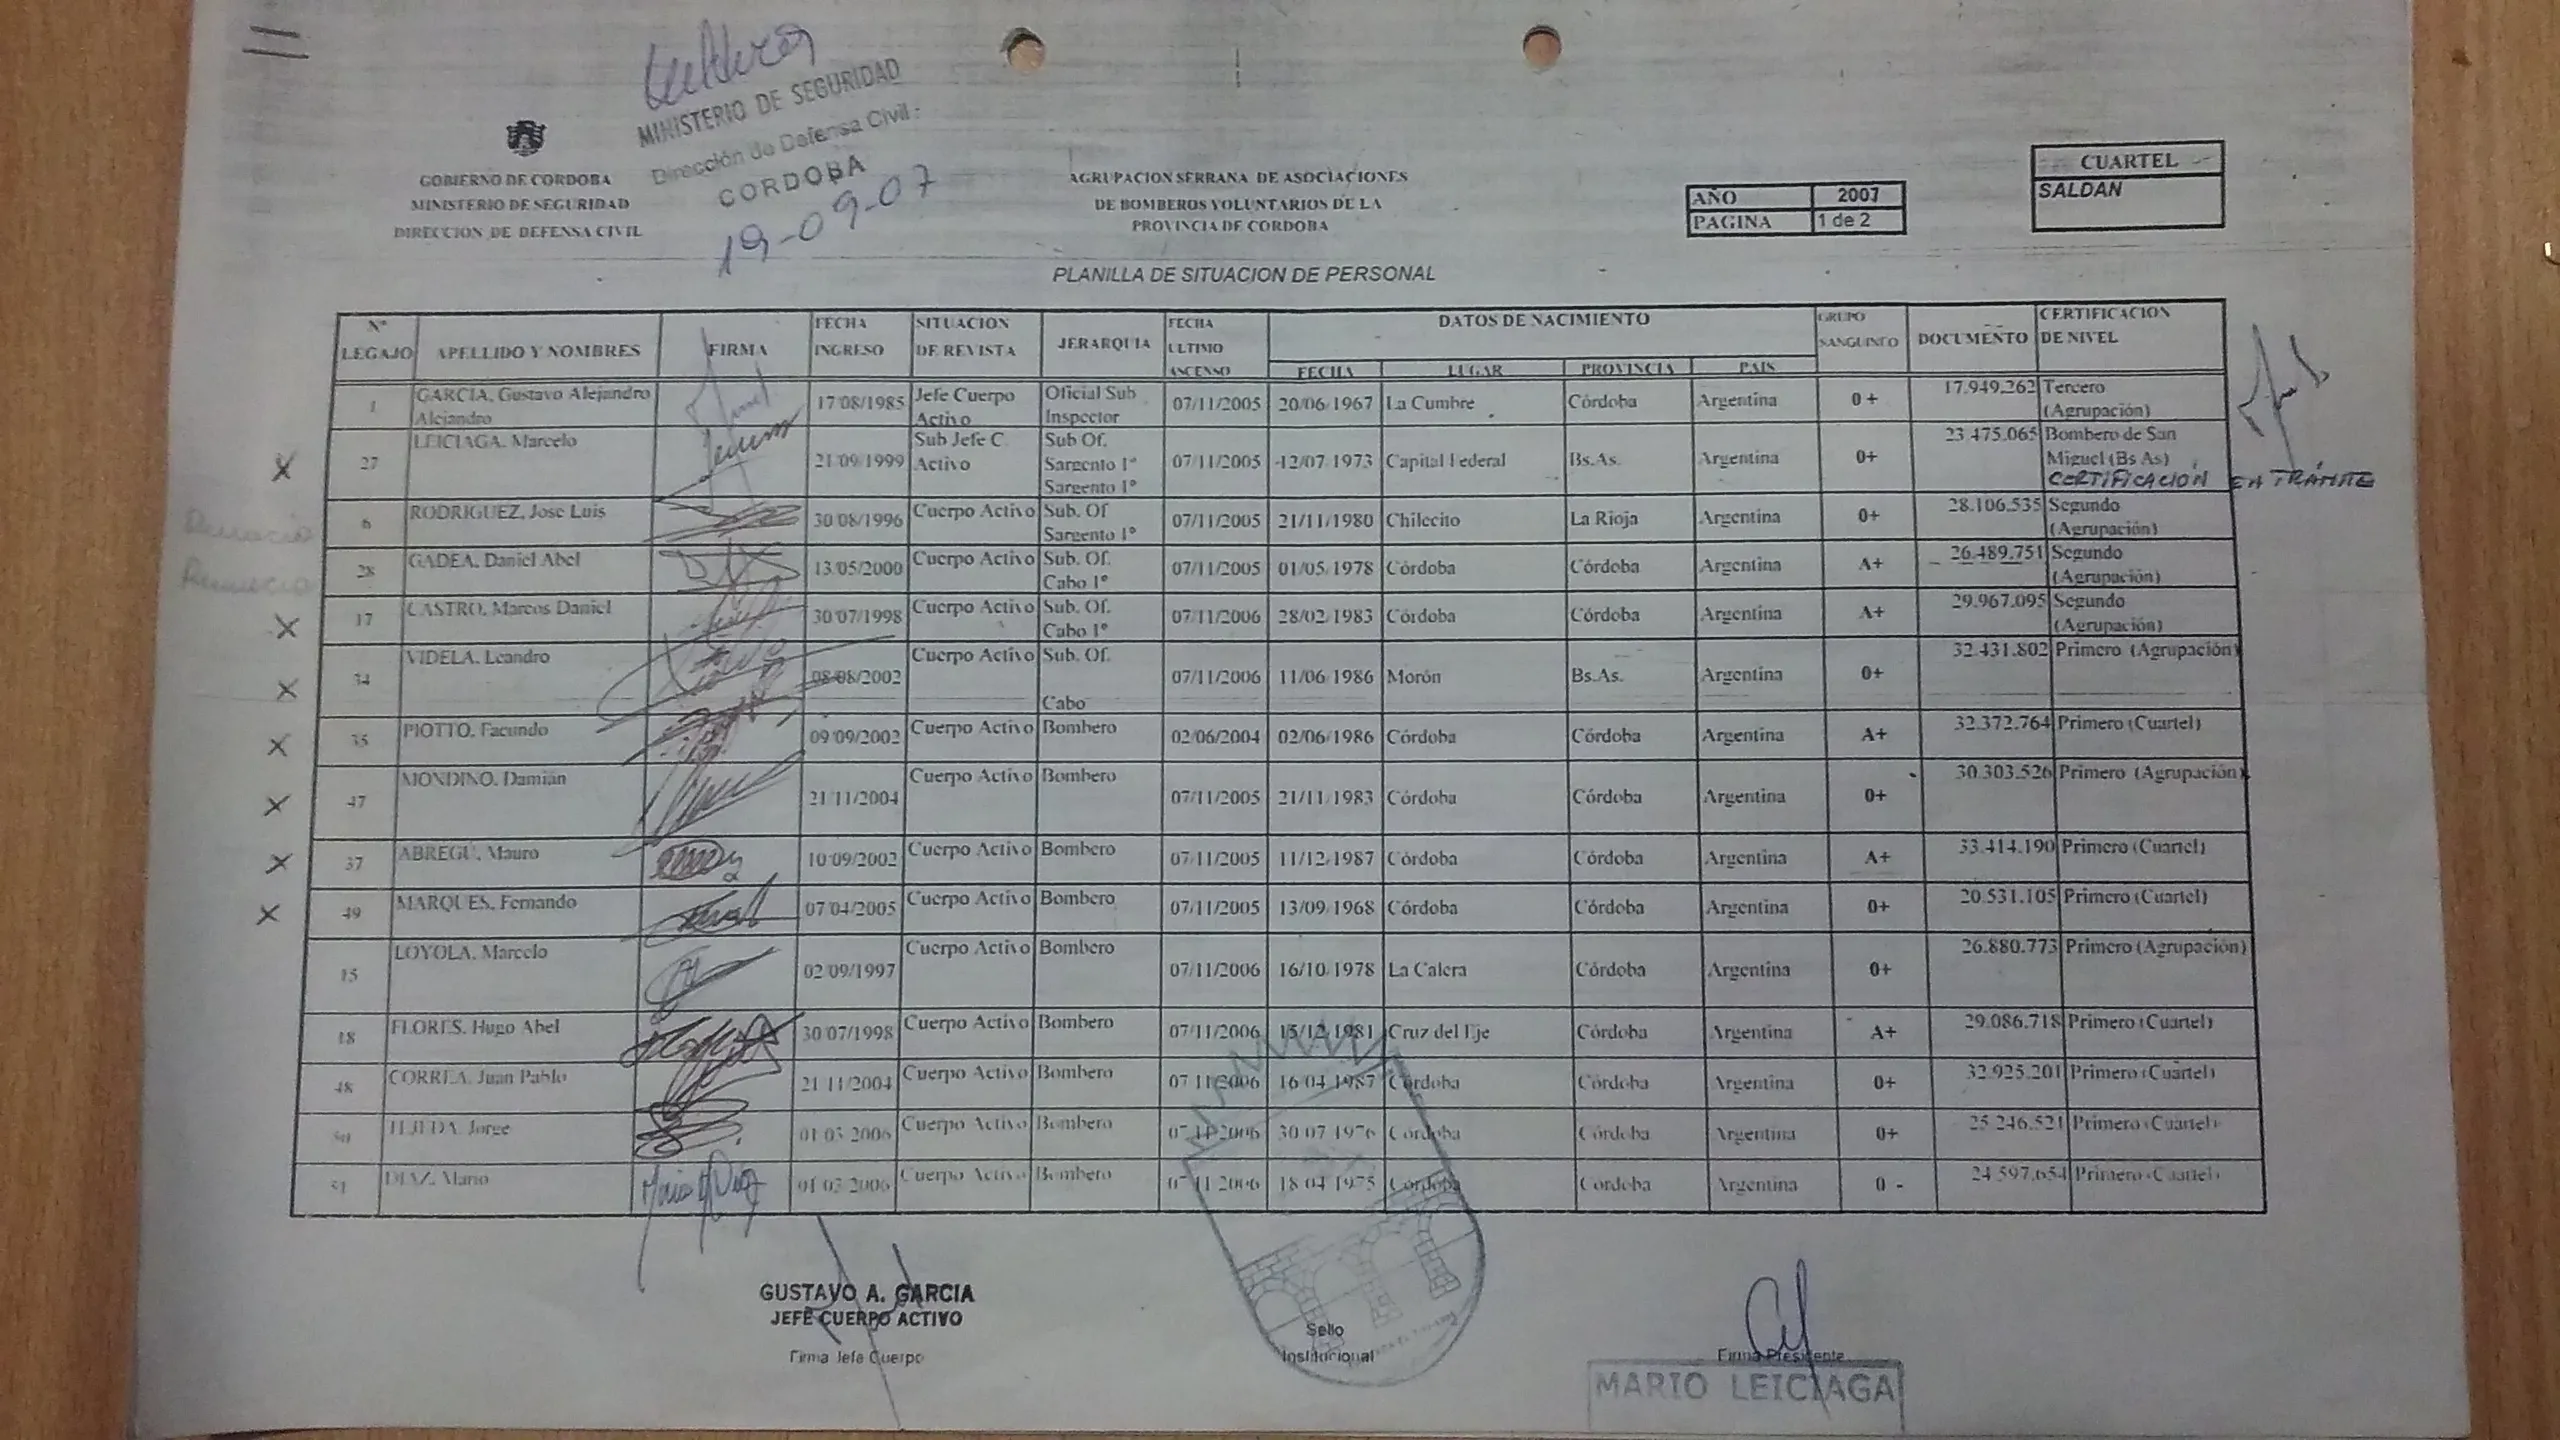 MINISTERIO DE SEGURIDAD
Dirección de Defensa Civil -
CORDOBA
19-09-07
GOBIERNO DE CORDOBA
MINISTERIO DE SEGURIDAD
DIRECCION DE DEFENSA CIVIL
AGRUPACION SERRANA DE ASOCIACIONES
DE BOMBEROS VOLUNTARIOS DE LA
PROVINCIA DE CORDOBA
AÑO 2007
PAGINA 1 de 2
CUARTEL
SALDAN
PLANILLA DE SITUACION DE PERSONAL
Nº LEGAJO APELLIDO Y NOMBRES FIRMA FECHA INGRESO SITUACION DE REVISTA JERARQUIA FECHA ULTIMO ASCENSO DATOS DE NACIMIENTO GRUPO SANGUINEO DOCUMENTO CERTIFICACION DE NIVEL
FECHA LUGAR PROVINCIA PAIS
1 GARCIA, Gustavo Alejandro Alejandro 17/08/1985 Jefe Cuerpo Activo Oficial Sub Inspector 07/11/2005 20/06/1967 La Cumbre Córdoba Argentina 0 + 17.949.262 Tercero (Agrupación)
X 27 LEICIAGA, Marcelo 21/09/1999 Sub Jefe C. Activo Sub Of. Sargento 1º Sargento 1º 07/11/2005 12/07/1973 Capital Federal Bs.As. Argentina 0+ 23.475.065 Bombero de San Miguel (Bs As) CERTIFICACION EN TRÁMITE
Renuncio 6 RODRIGUEZ, Jose Luis 30/08/1996 Cuerpo Activo Sub. Of Sargento 1º 07/11/2005 21/11/1980 Chilecito La Rioja Argentina 0+ 28.106.535 Segundo (Agrupación)
Renuncio 28 GADEA, Daniel Abel 13/05/2000 Cuerpo Activo Sub. Of. Cabo 1º 07/11/2005 01/05/1978 Córdoba Córdoba Argentina A+ 26.489.751 Segundo (Agrupación)
X 17 CASTRO, Marcos Daniel 30/07/1998 Cuerpo Activo Sub. Of. Cabo 1º 07/11/2006 28/02/1983 Córdoba Córdoba Argentina A+ 29.967.095 Segundo (Agrupación)
X 34 VIDELA, Leandro 08/08/2002 Cuerpo Activo Sub. Of. Cabo 07/11/2006 11/06/1986 Morón Bs.As. Argentina 0+ 32.431.802 Primero (Agrupación)
X 35 PIOTTO, Facundo 09/09/2002 Cuerpo Activo Bombero 02/06/2004 02/06/1986 Córdoba Córdoba Argentina A+ 32.372.764 Primero (Cuartel)
X 47 MONDINO, Damián 21/11/2004 Cuerpo Activo Bombero 07/11/2005 21/11/1983 Córdoba Córdoba Argentina 0+ 30.303.526 Primero (Agrupación)
X 37 ABREGU, Mauro 10/09/2002 Cuerpo Activo Bombero 07/11/2005 11/12/1987 Córdoba Córdoba Argentina A+ 33.414.190 Primero (Cuartel)
X 49 MARQUES, Fernando 07/04/2005 Cuerpo Activo Bombero 07/11/2005 13/09/1968 Córdoba Córdoba Argentina 0+ 20.531.105 Primero (Cuartel)
15 LOYOLA, Marcelo 02/09/1997 Cuerpo Activo Bombero 07/11/2006 16/10/1978 La Calera Córdoba Argentina 0+ 26.880.773 Primero (Agrupación)
18 FLORES, Hugo Abel 30/07/1998 Cuerpo Activo Bombero 07/11/2006 15/12/1981 Cruz del Eje Córdoba Argentina A+ 29.086.718 Primero (Cuartel)
48 CORREA, Juan Pablo 21/11/2004 Cuerpo Activo Bombero 07/11/2006 16/04/1987 Córdoba Córdoba Argentina 0+ 32.925.201 Primero (Cuartel)
50 TEJEDA, Jorge 01/03/2006 Cuerpo Activo Bombero 07/11/2006 30/07/1976 Córdoba Córdoba Argentina 0+ 25.246.521 Primero (Cuartel)
51 DIAZ, Mario 01/03/2006 Cuerpo Activo Bombero 07/11/2006 18/04/1975 Córdoba Cordoba Argentina 0 - 24.597.654 Primero (Cuartel)
GUSTAVO A. GARCIA
JEFE CUERPO ACTIVO
Firma Jefe Cuerpo
Sello
Institucional
Firma Presidente
MARIO LEICIAGA